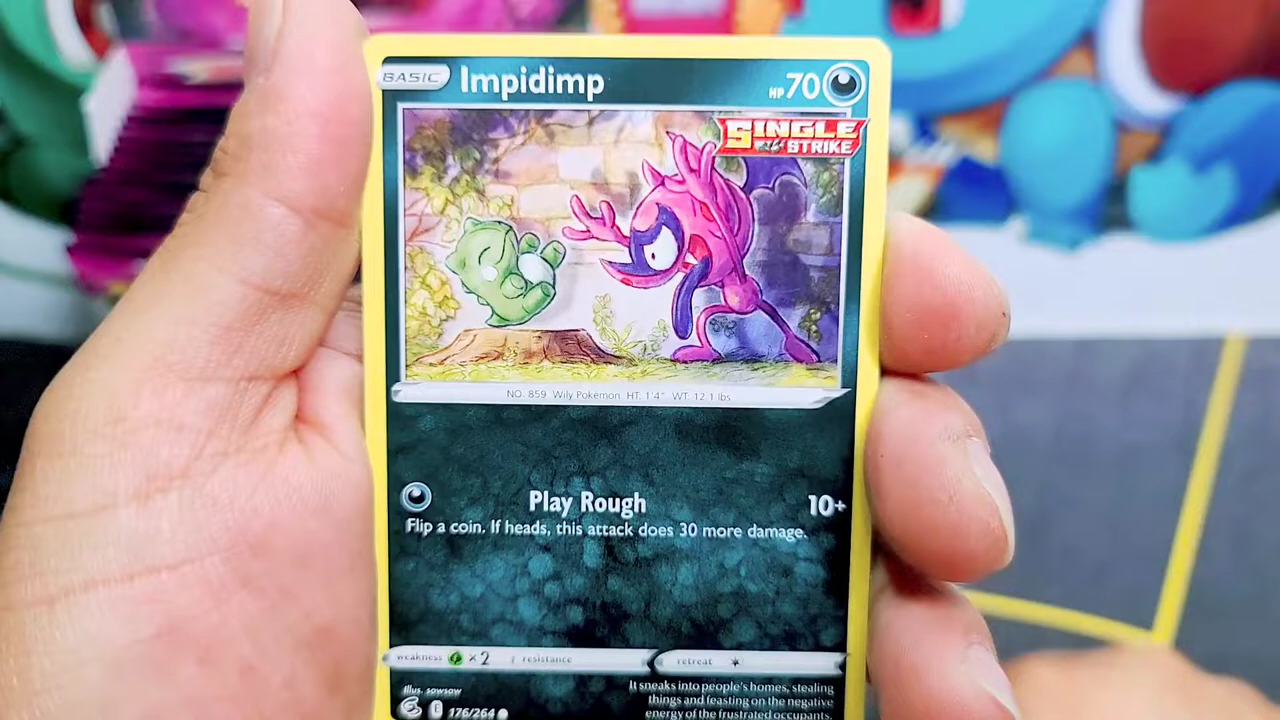 BASIC Impidimp HP 70
SINGLE
STRIKE
NO. 859 Wily Pokémon HT: 1'4" WT: 12.1 lbs
Play Rough 10+
Flip a coin. If heads, this attack does 30 more damage.
weakness ×2 resistance retreat
Illus. sowsow
It sneaks into people's homes, stealing
things and feasting on the negative
energy of the frustrated occupants.
E 176/264